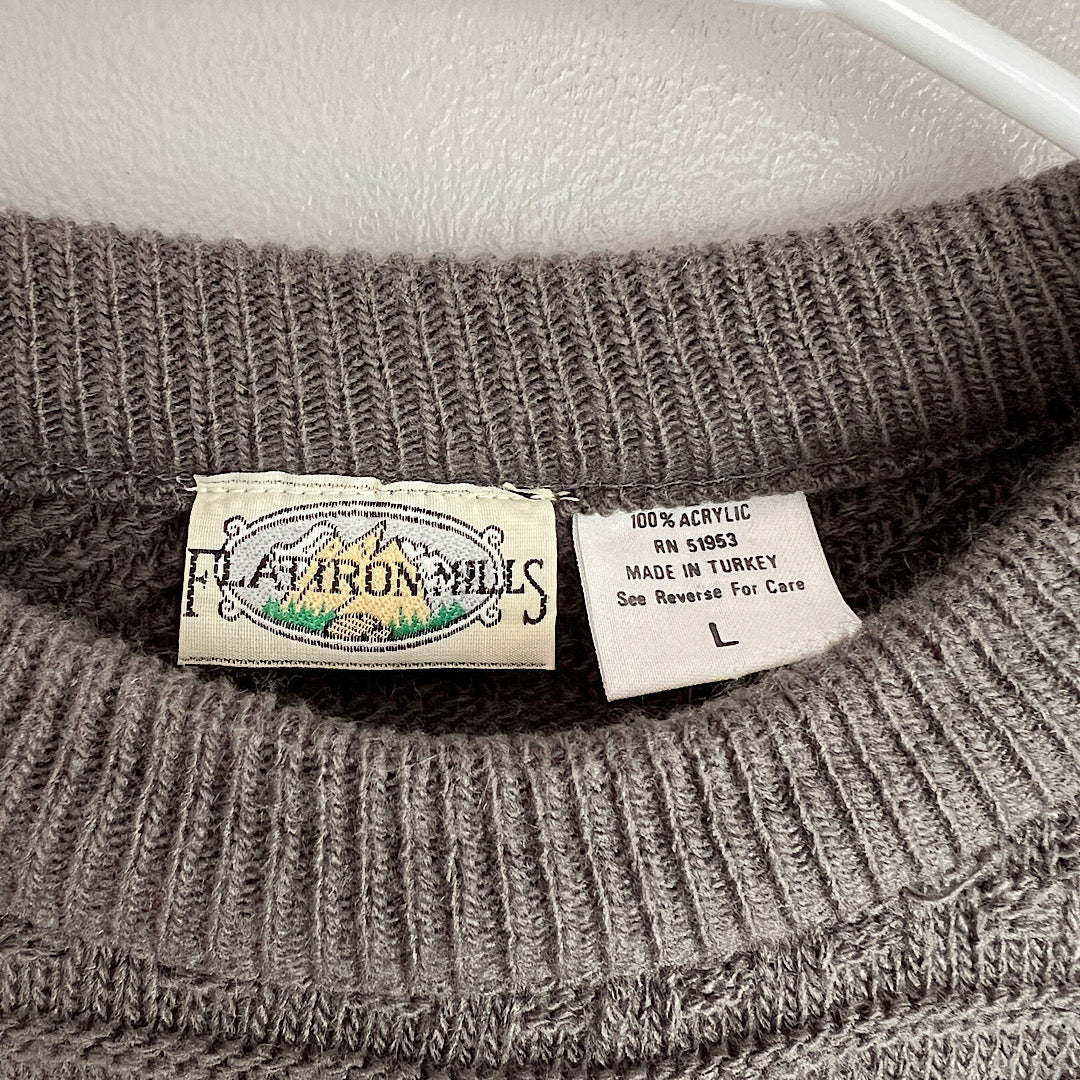 FLATIRON MILLS
100% ACRYLIC
RN 51953
MADE IN TURKEY
See Reverse For Care
L